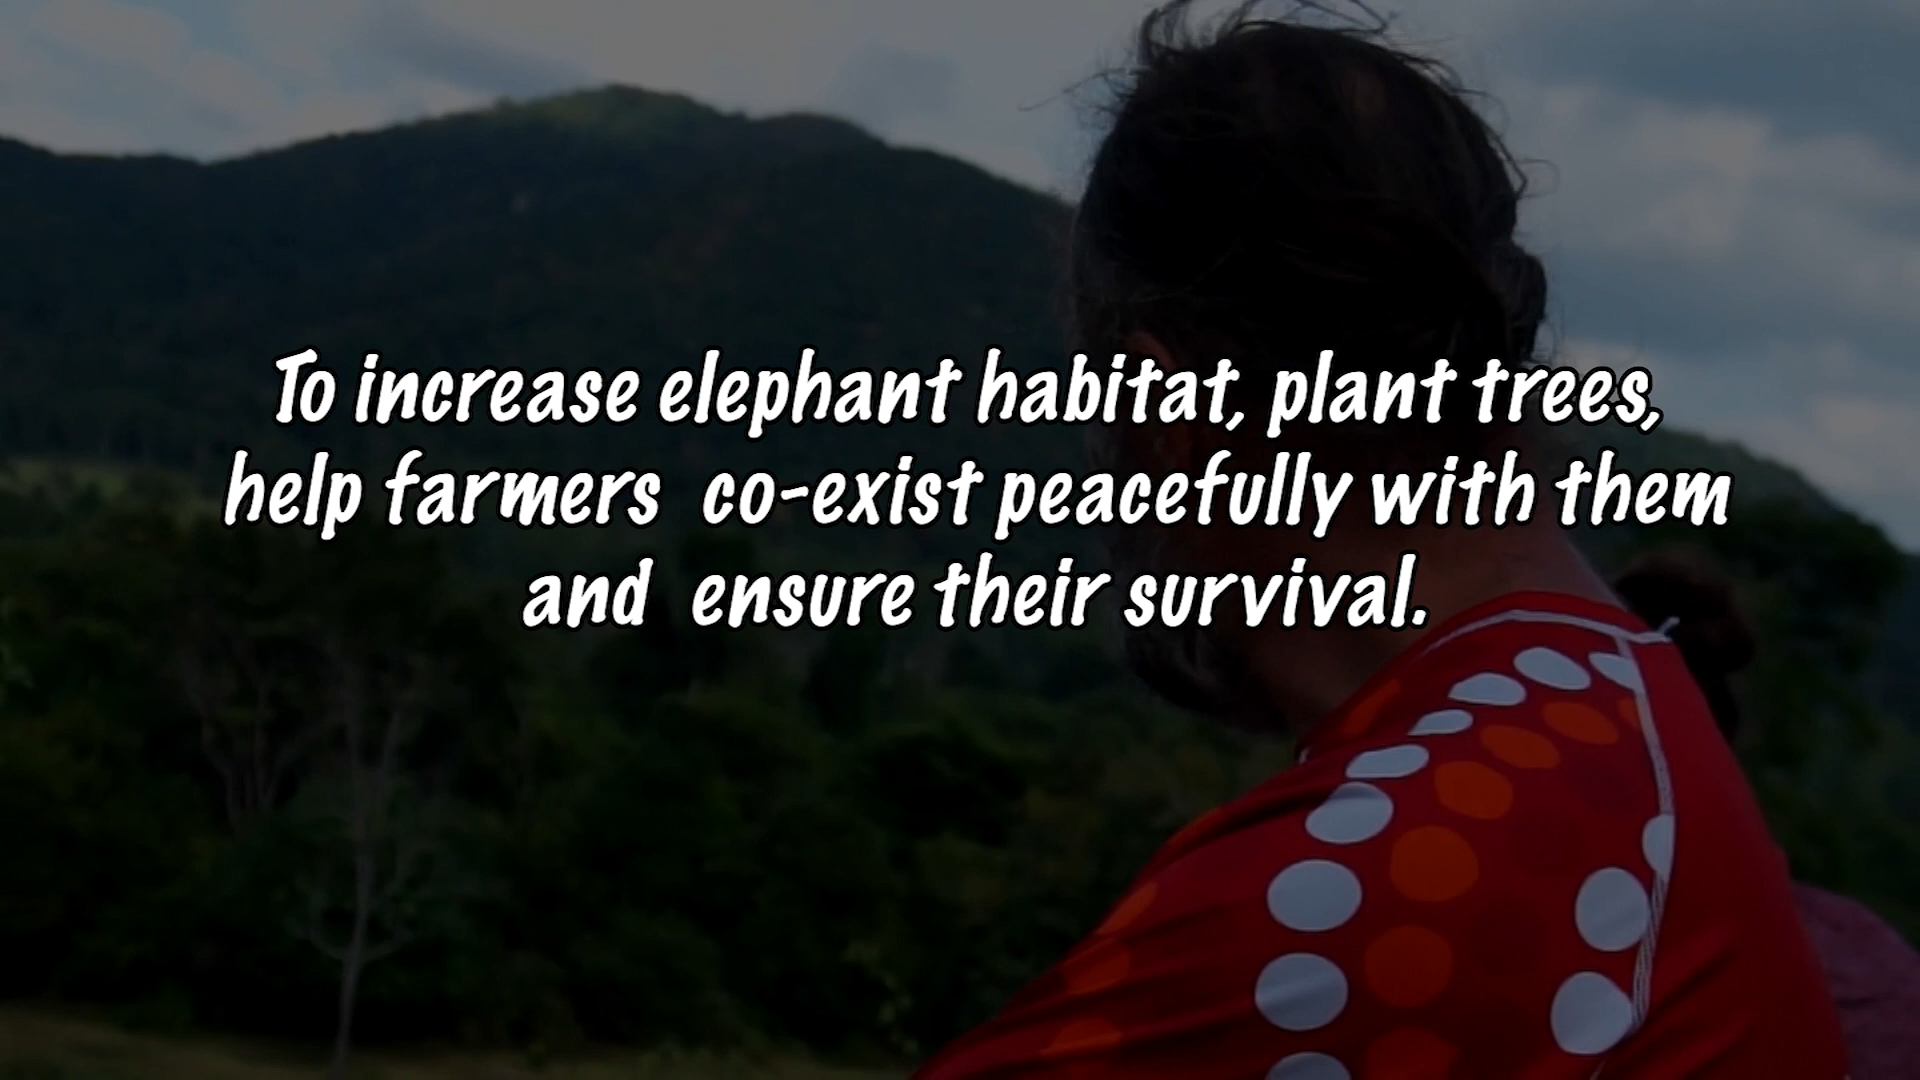 To increase elephant habitat, plant trees,
help farmers co-exist peacefully with them
and ensure their survival.